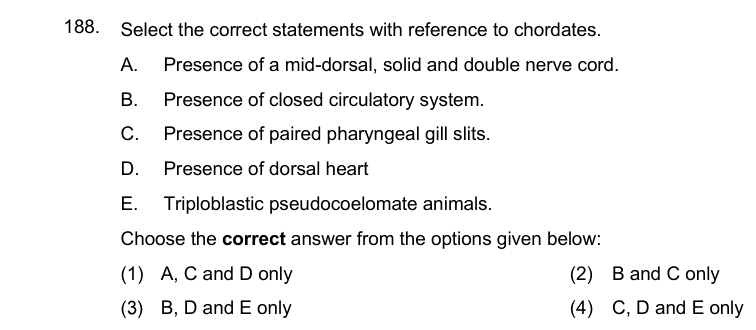 188. Select the correct statements with reference to chordates.
A. Presence of a mid-dorsal, solid and double nerve cord.
B. Presence of closed circulatory system.
C. Presence of paired pharyngeal gill slits.
D. Presence of dorsal heart
E. Triploblastic pseudocoelomate animals.
Choose the correct answer from the options given below:
(1) A, C and D only (2) B and C only
(3) B, D and E only (4) C, D and E only